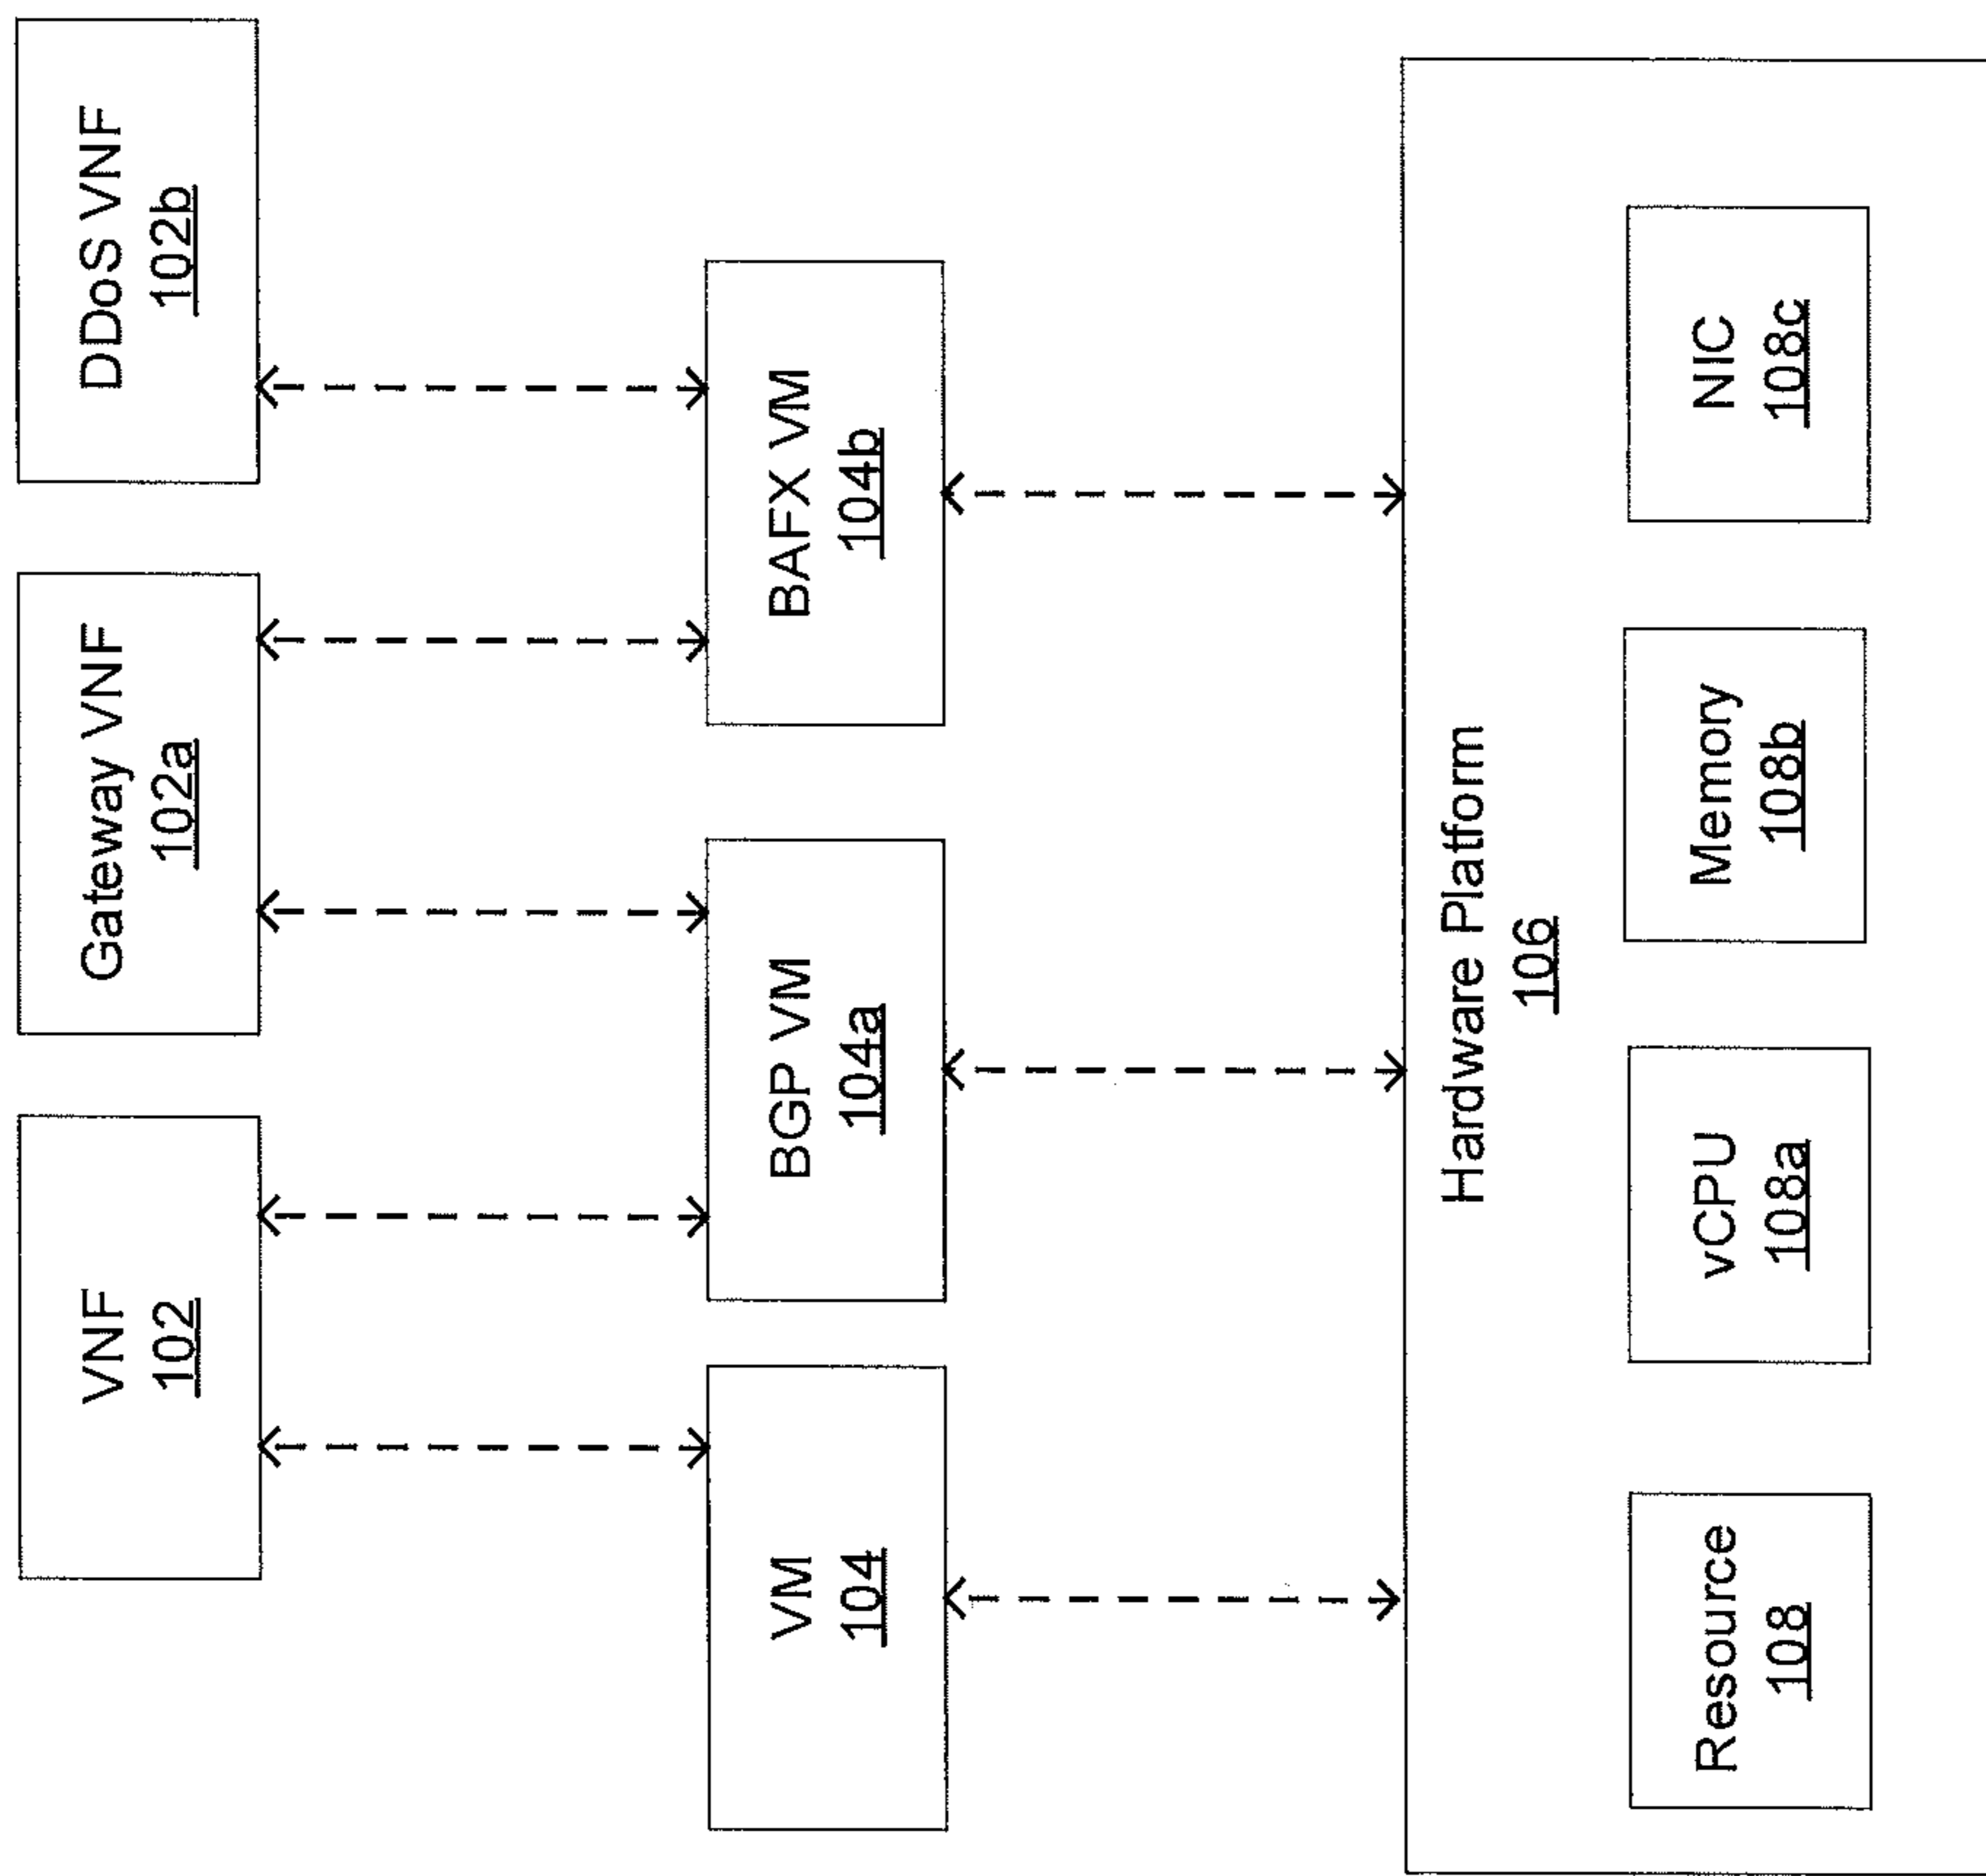 VNF
102
Gateway VNF
102a
DDoS VNF
102b
VM
104
BGP VM
104a
BAFX VM
104b
Hardware Platform
106
Resource
108
vCPU
108a
Memory
108b
NIC
108c